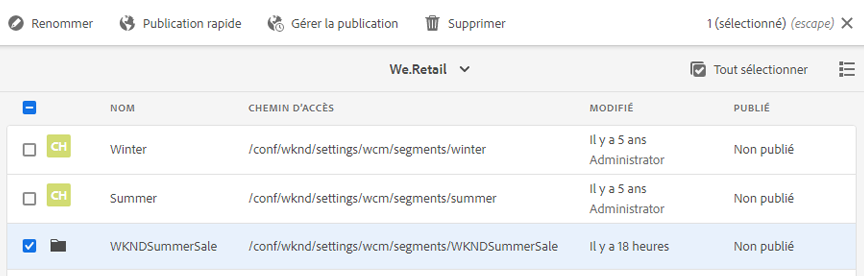 Renommer Publication rapide Gérer la publication Supprimer 1 (sélectionné) (escape)
We.Retail Tout sélectionner
NOM CHEMIN D'ACCÈS MODIFIÉ PUBLIÉ
CH Winter /conf/wknd/settings/wcm/segments/winter Il y a 5 ans Non publié
Administrator
CH Summer /conf/wknd/settings/wcm/segments/summer Il y a 5 ans Non publié
Administrator
WKNDSummerSale /conf/wknd/settings/wcm/segments/WKNDSummerSale Il y a 18 heures Non publié